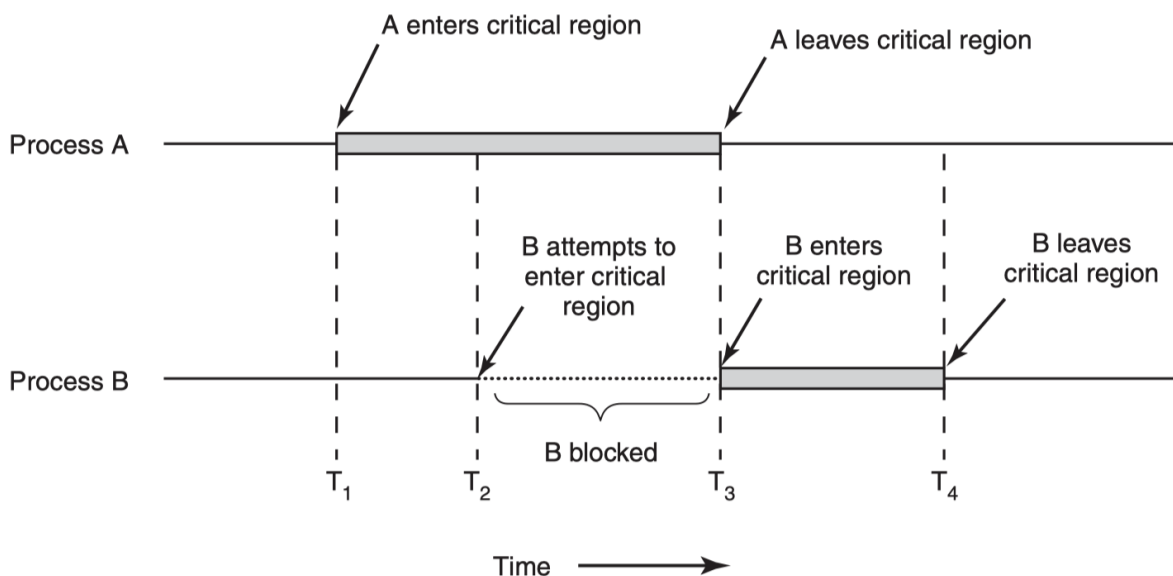 A enters critical region
A leaves critical region
Process A
B attempts to
enter critical
region
B enters
critical region
B leaves
critical region
Process B
B blocked
T1
T2
T3
T4
Time